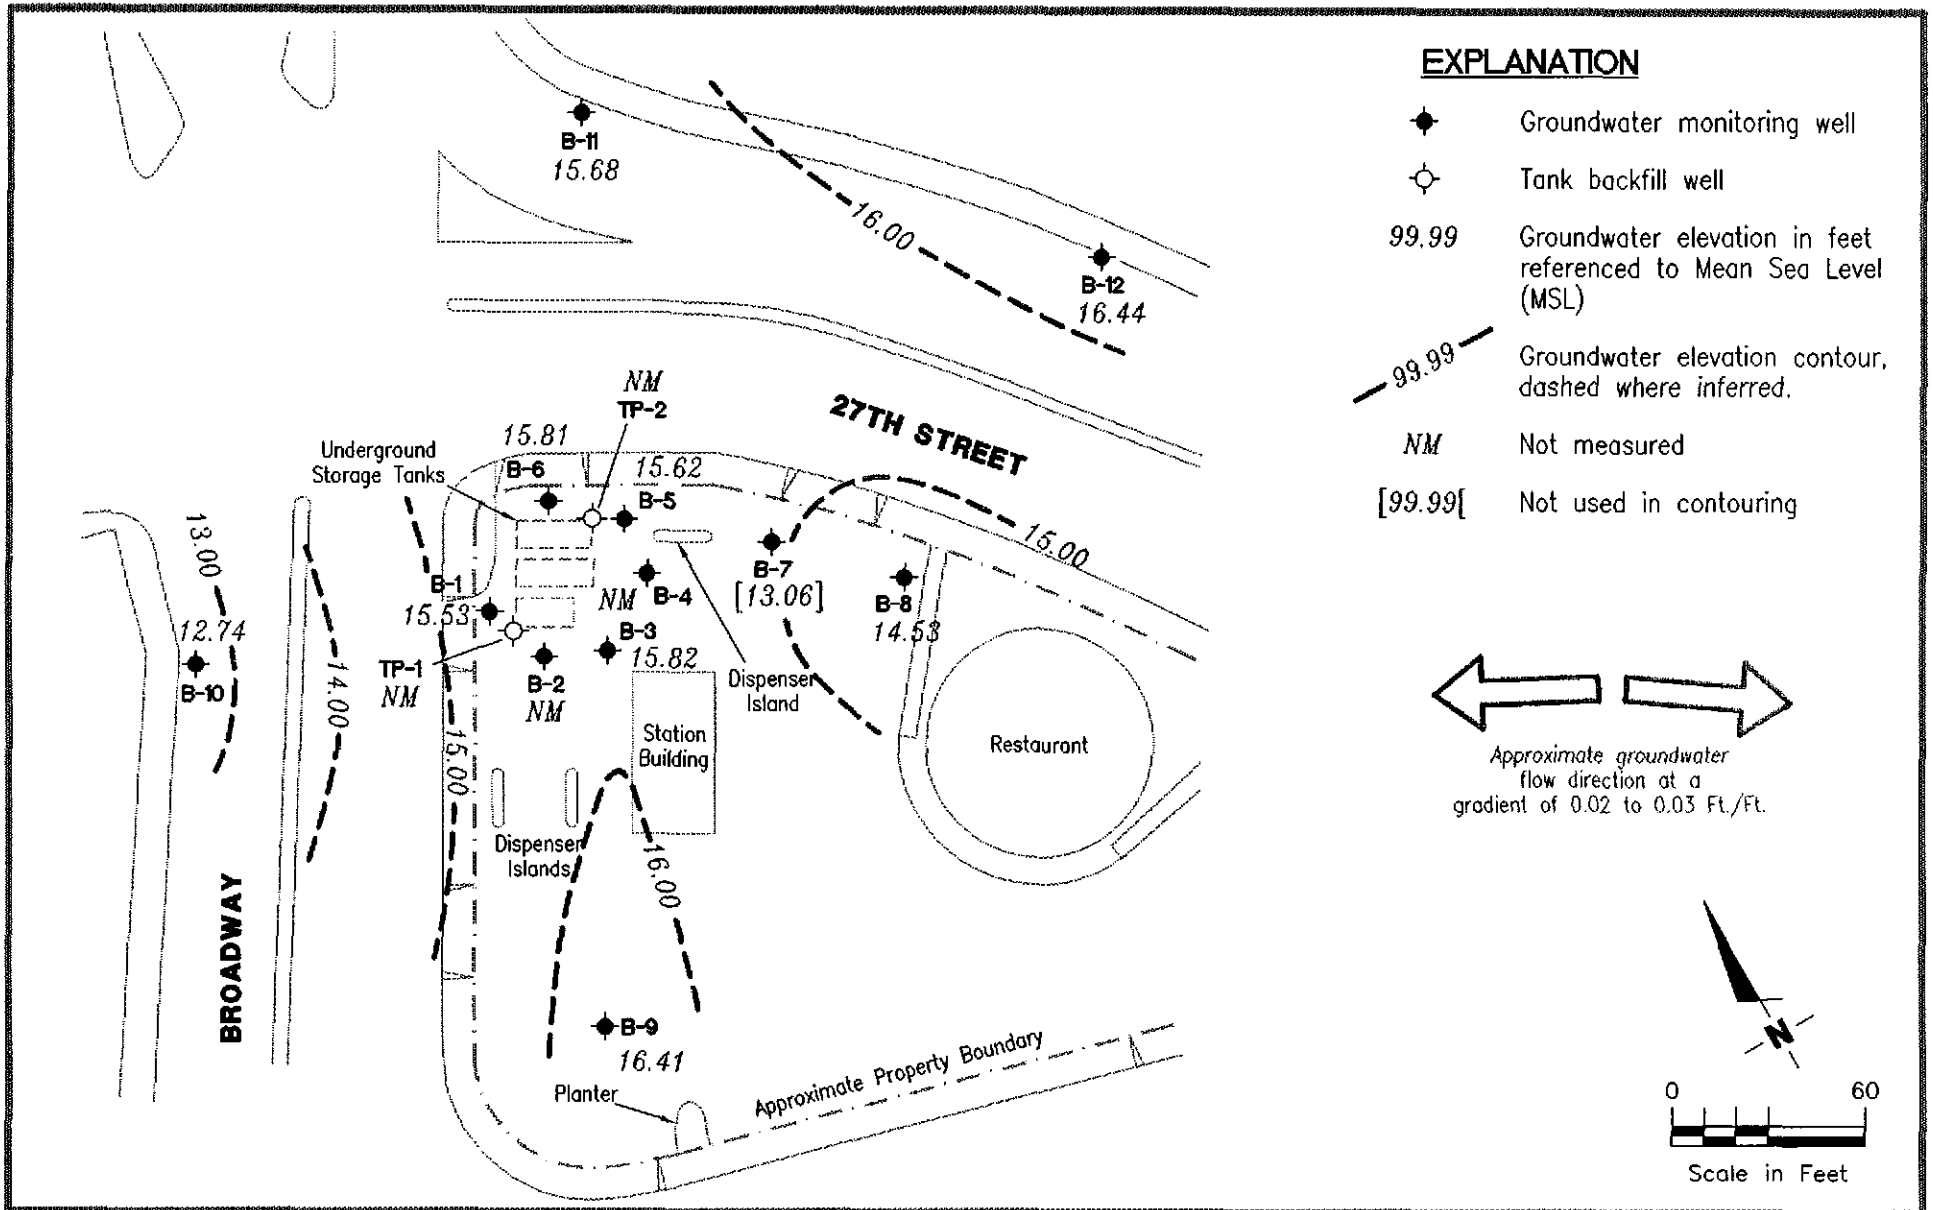 EXPLANATION
Groundwater monitoring well
Tank backfill well
99.99
Groundwater elevation in feet
referenced to Mean Sea Level
(MSL)
99.99
Groundwater elevation contour,
dashed where inferred.
NM
Not measured
[99.99[
Not used in contouring
B-11
15.68
16.00
B-12
16.44
NM
TP-2
27TH STREET
15.81
Underground
Storage Tanks
B-6
15.62
B-5
13.00
15.00
B-1
15.53
B-7
[13.06]
B-8
14.53
NM
B-4
B-3
15.82
12.74
B-10
14.00
TP-1
NM
B-2
NM
Dispenser
Island
Station
Building
Restaurant
15.00
Dispenser
Islands
16.00
BROADWAY
B-9
16.41
Planter
Approximate Property Boundary
Approximate groundwater
flow direction at a
gradient of 0.02 to 0.03 Ft./Ft.
N
0 60
Scale in Feet